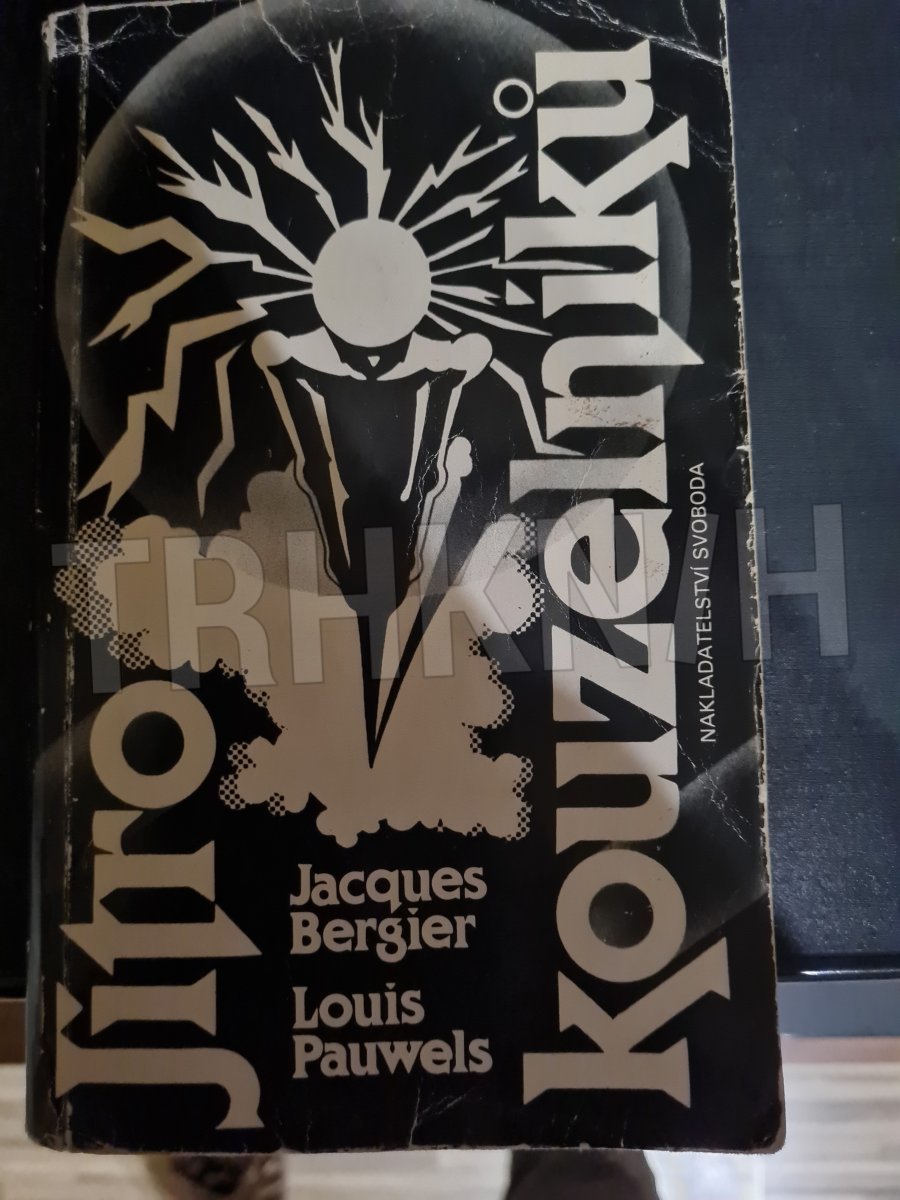 Jitro
kouzelníků
Jacques
Bergier
Louis
Pauwels
NAKLADATELSTVÍ SVOBODA
TRHKNIH